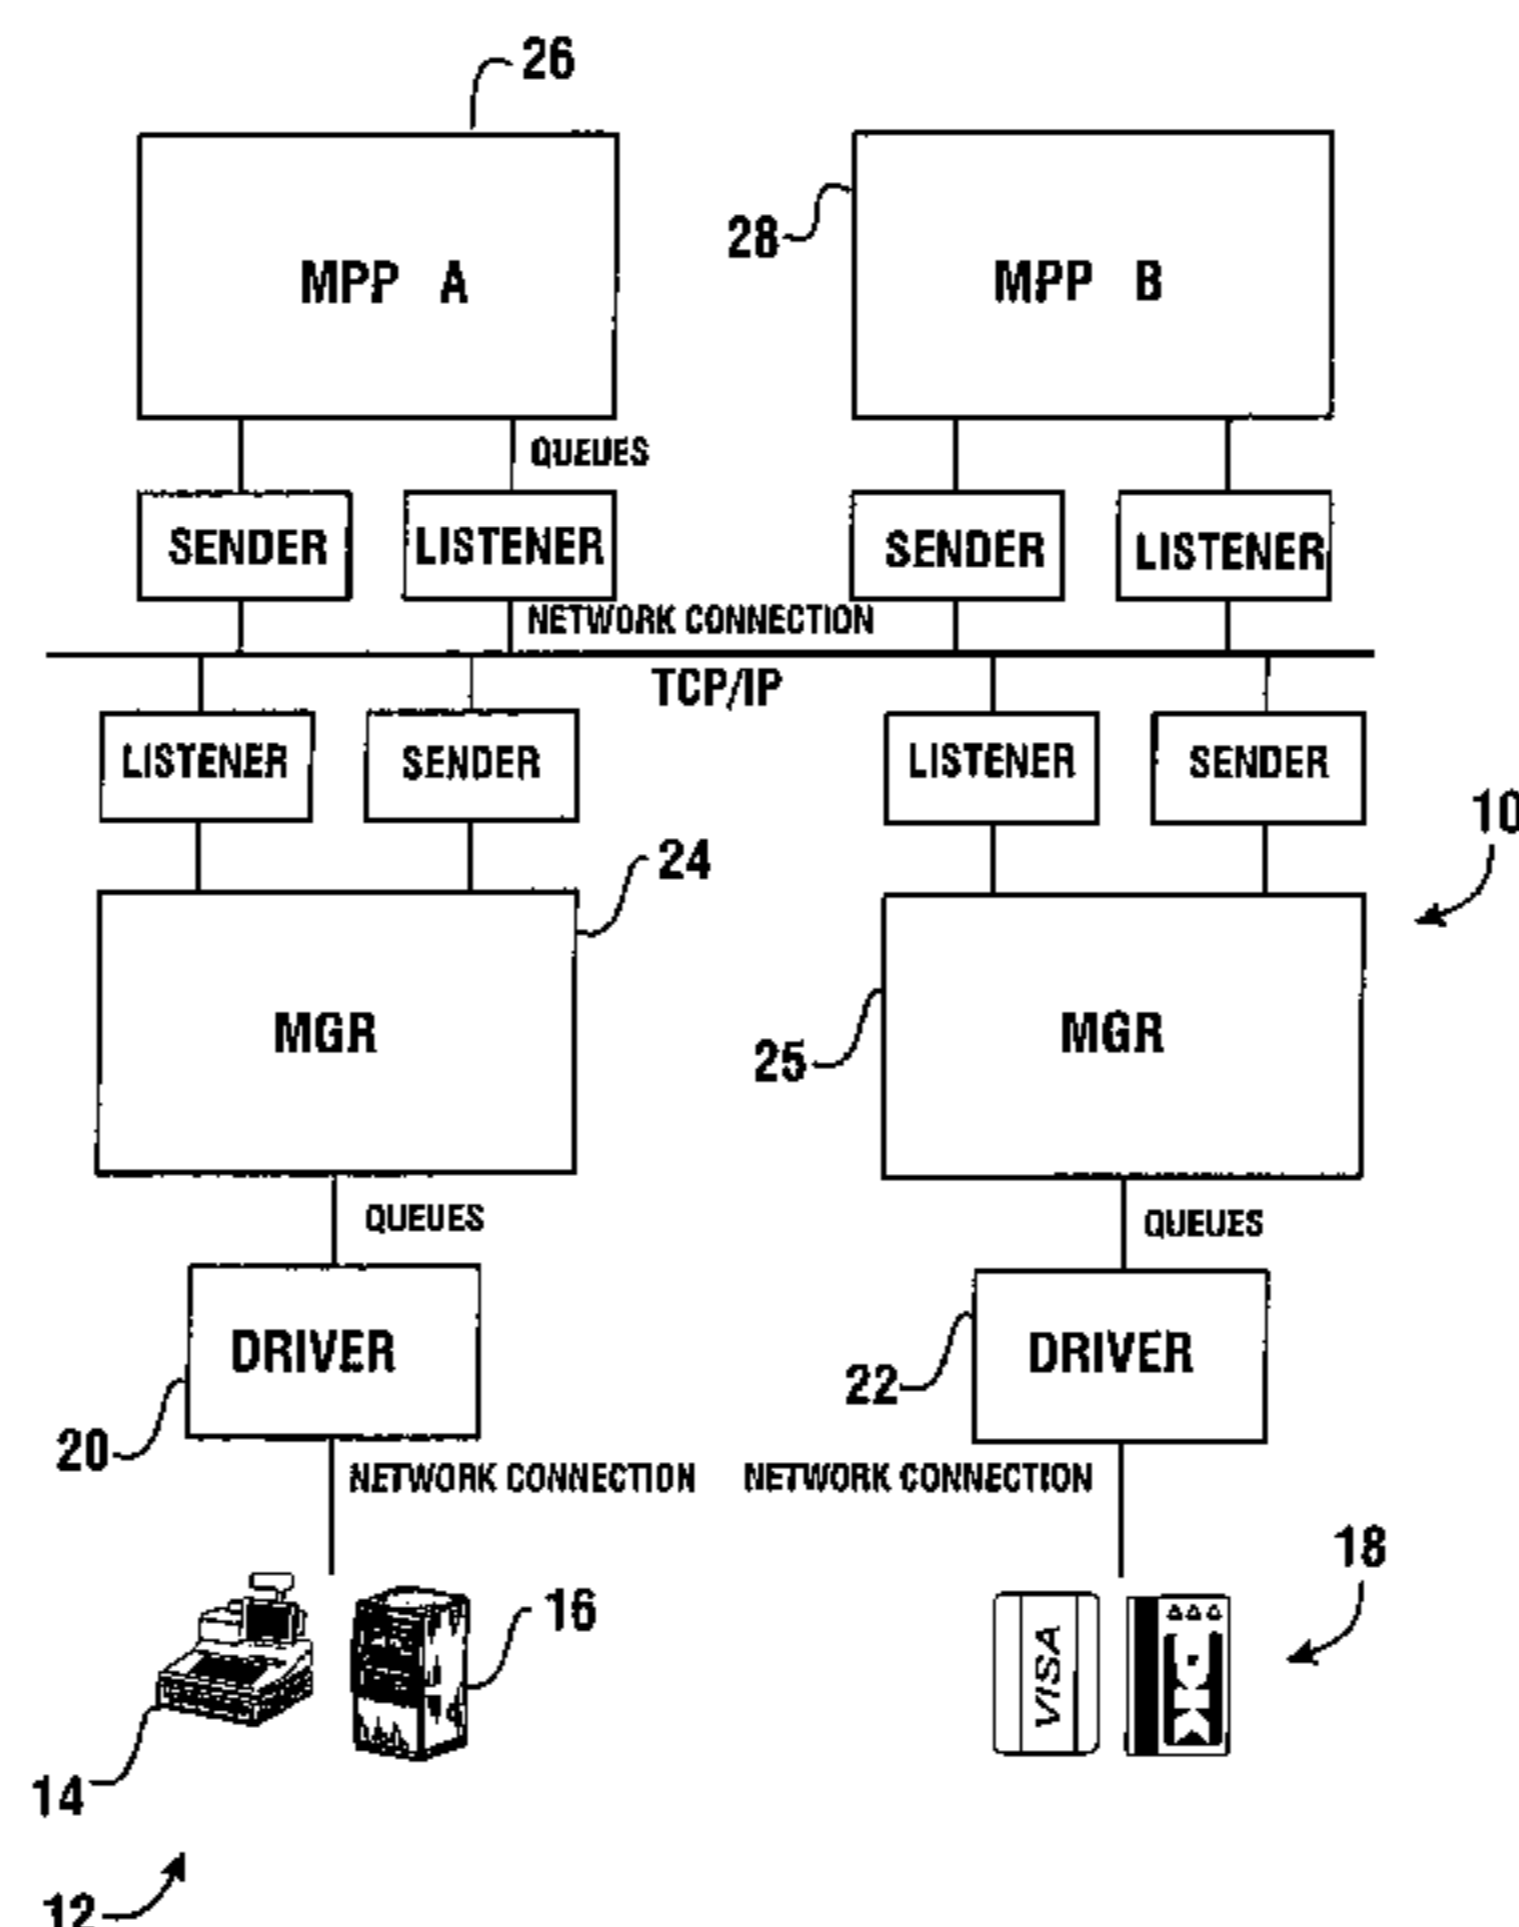 26
28
MPP A
MPP B
QUEUES
SENDER
LISTENER
SENDER
LISTENER
NETWORK CONNECTION
TCP/IP
LISTENER
SENDER
LISTENER
SENDER
10
24
MGR
25
MGR
QUEUES
QUEUES
DRIVER
DRIVER
22
20
NETWORK CONNECTION
NETWORK CONNECTION
18
16
VISA
14
12